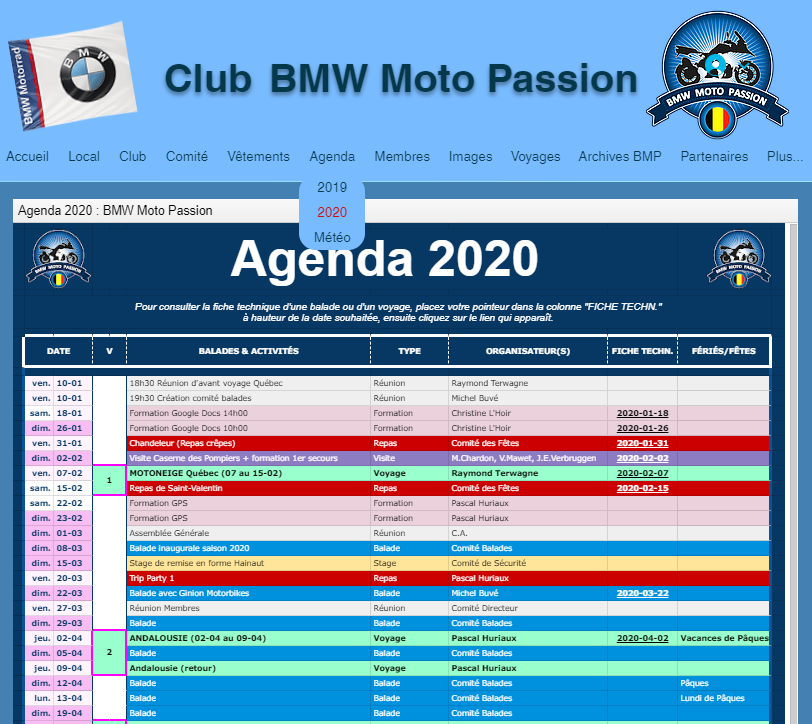 BMW Motorrad
BMW
Club BMW Moto Passion
BMW MOTO PASSION
Accueil Local Club Comité Vêtements Agenda Membres Images Voyages Archives BMP Partenaires Plus...
2019
2020
Météo
Agenda 2020 : BMW Moto Passion
BMW MOTO PASSION
Agenda 2020
BMW MOTO PASSION
Pour consulter la fiche technique d'une balade ou d'un voyage, placez votre pointeur dans la colonne "FICHE TECHN."
à hauteur de la date souhaitée, ensuite cliquez sur le lien qui apparaît.
DATE V BALADES & ACTIVITÉS TYPE ORGANISATEUR(S) FICHE TECHN. FÉRIÉS/FÊTES
ven. 10-01 18h30 Réunion d'avant voyage Québec Réunion Raymond Terwagne
ven. 10-01 19h30 Création comité balades Réunion Michel Buvé
sam. 18-01 Formation Google Docs 14h00 Formation Christine L'Hoir 2020-01-18
dim. 26-01 Formation Google Docs 10h00 Formation Christine L'Hoir 2020-01-26
ven. 31-01 Chandeleur (Repas crêpes) Repas Comité des Fêtes 2020-01-31
dim. 02-02 Visite Caserne des Pompiers + formation 1er secours Visite M.Chardon, V.Mawet, J.E.Verbruggen 2020-02-02
ven. 07-02 1 MOTONEIGE Québec (07 au 15-02) Voyage Raymond Terwagne 2020-02-07
sam. 15-02 Repas de Saint-Valentin Repas Comité des Fêtes 2020-02-15
sam. 22-02 Formation GPS Formation Pascal Huriaux
dim. 23-02 Formation GPS Formation Pascal Huriaux
dim. 01-03 Assemblée Générale Réunion C.A.
dim. 08-03 Balade inaugurale saison 2020 Balade Comité Balades
dim. 15-03 Stage de remise en forme Hainaut Stage Comité de Sécurité
ven. 20-03 Trip Party 1 Repas Pascal Huriaux
dim. 22-03 Balade avec Ginion Motorbikes Balade Michel Buvé 2020-03-22
ven. 27-03 Réunion Membres Réunion Comité Directeur
dim. 29-03 Balade Balade Comité Balades
jeu. 02-04 2 ANDALOUSIE (02-04 au 09-04) Voyage Pascal Huriaux 2020-04-02 Vacances de Pâques
dim. 05-04 Balade Balade Comité Balades
jeu. 09-04 Andalousie (retour) Voyage Pascal Huriaux
dim. 12-04 Balade Balade Comité Balades Pâques
lun. 13-04 Balade Balade Comité Balades Lundi de Pâques
dim. 19-04 Balade Balade Comité Balades